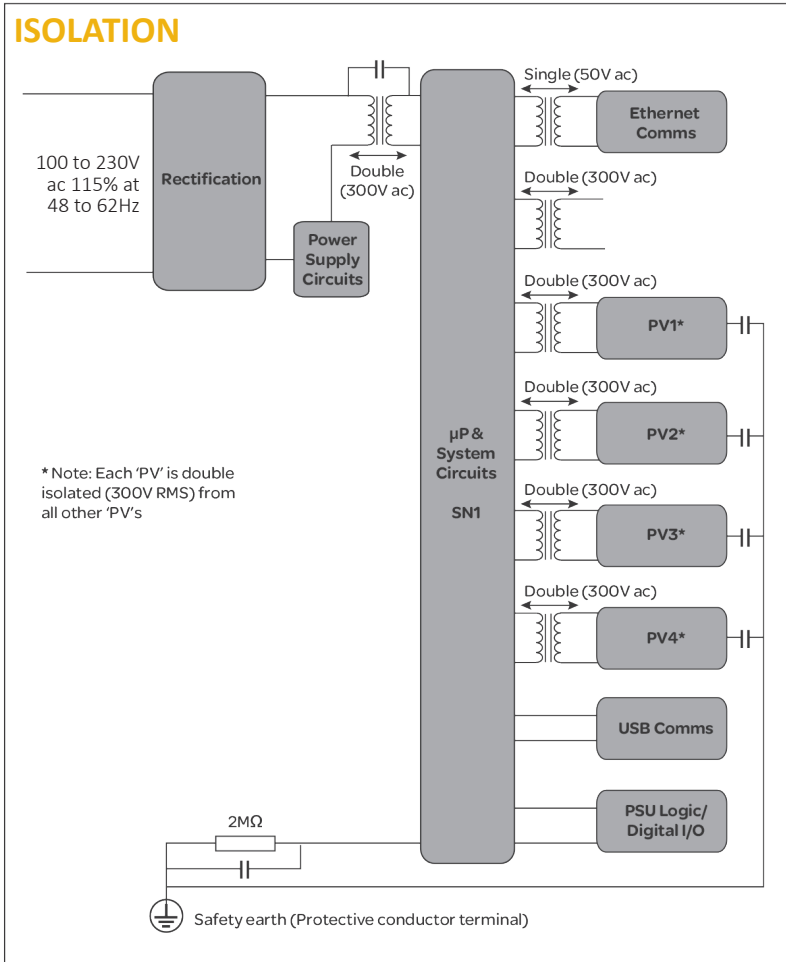 ISOLATION
100 to 230V
ac 115% at
48 to 62Hz
Rectification
Double
(300V ac)
Power
Supply
Circuits
µP &
System
Circuits
SN1
Single (50V ac)
Ethernet
Comms
Double (300V ac)
Double (300V ac)
PV1*
Double (300V ac)
PV2*
Double (300V ac)
PV3*
Double (300V ac)
PV4*
USB Comms
PSU Logic/
Digital I/O
* Note: Each ‘PV’ is double
isolated (300V RMS) from
all other ‘PV’s
2MΩ
Safety earth (Protective conductor terminal)